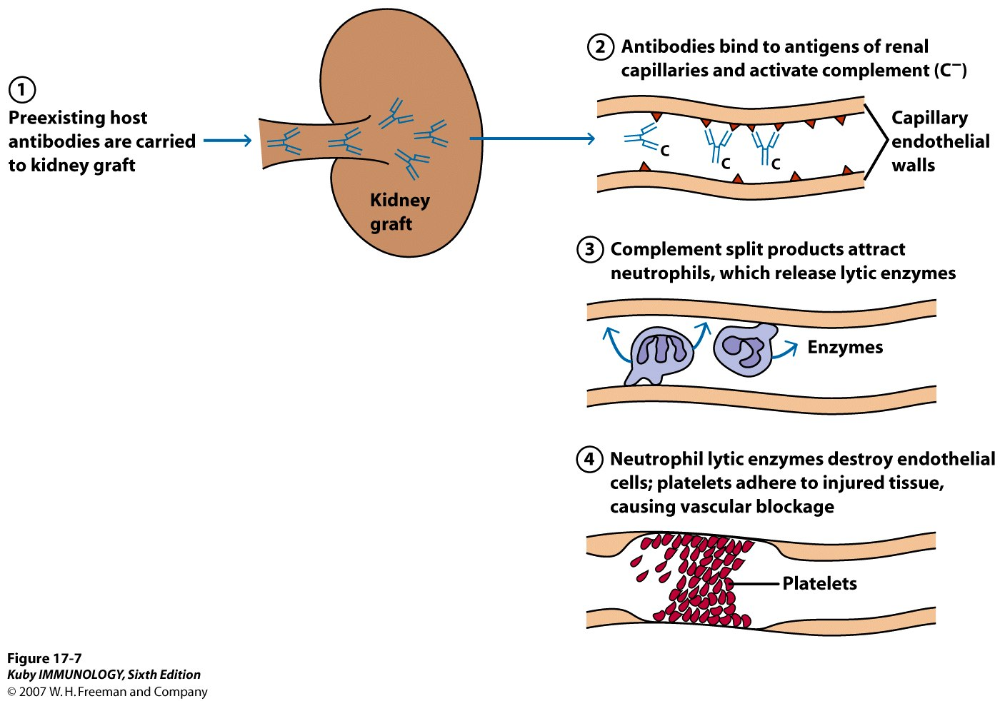 1
Preexisting host
antibodies are carried
to kidney graft
Kidney
graft
2 Antibodies bind to antigens of renal
capillaries and activate complement (C⁻)
C
C
C
Capillary
endothelial
walls
3 Complement split products attract
neutrophils, which release lytic enzymes
Enzymes
4 Neutrophil lytic enzymes destroy endothelial
cells; platelets adhere to injured tissue,
causing vascular blockage
Platelets
Figure 17-7
Kuby IMMUNOLOGY, Sixth Edition
© 2007 W. H. Freeman and Company